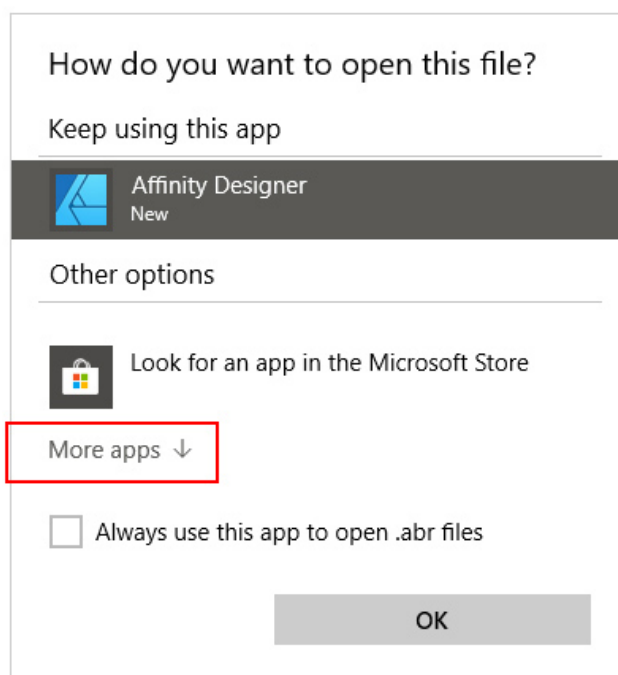 How do you want to open this file?
Keep using this app
Affinity Designer
New
Other options
Look for an app in the Microsoft Store
More apps ↓
Always use this app to open .abr files
OK